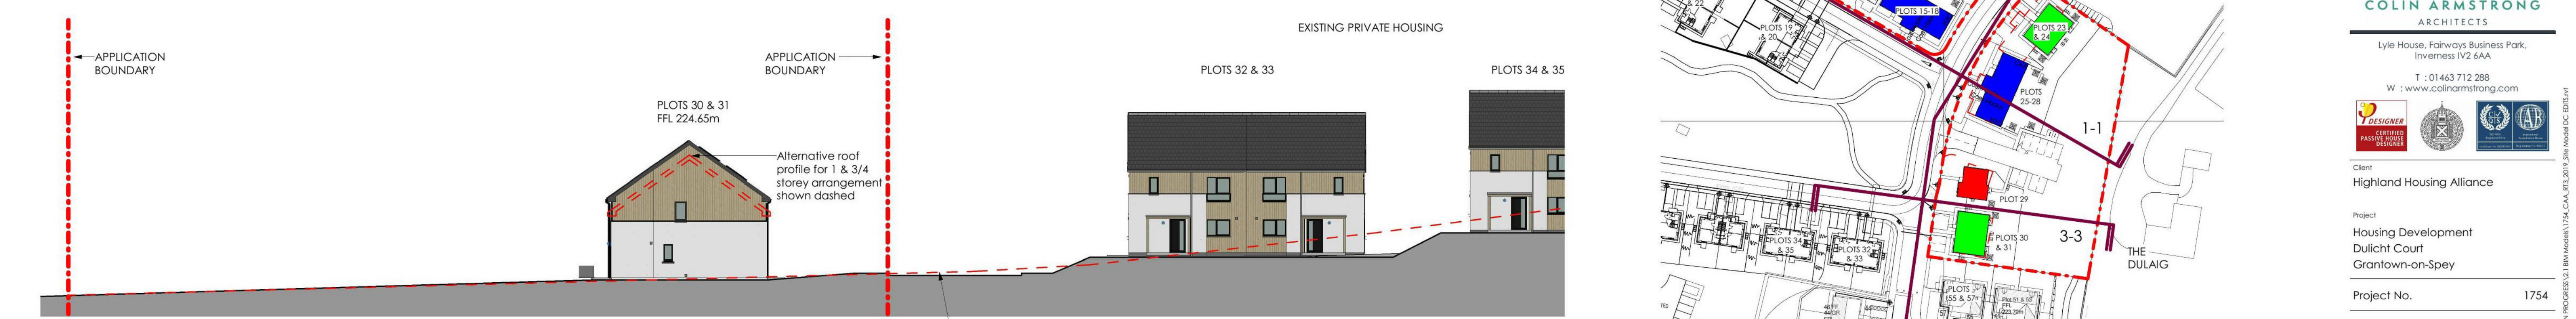 APPLICATION
BOUNDARY
PLOTS 30 & 31
FFL 224.65m
Alternative roof
profile for 1 & 3/4
storey arrangement
shown dashed
APPLICATION
BOUNDARY
EXISTING PRIVATE HOUSING
PLOTS 32 & 33
PLOTS 34 & 35
& 22
PLOTS 19
& 20
PLOTS 15-18
PLOTS 23
& 24
PLOTS
25-28
1-1
PLOT 29
PLOTS 30
& 31
3-3
THE
DULAIG
PLOTS 34
& 35
PLOTS 32
& 33
PLOTS
55 & 57
COLIN ARMSTRONG
ARCHITECTS
Lyle House, Fairways Business Park,
Inverness IV2 6AA
T : 01463 712 288
W : www.colinarmstrong.com
DESIGNER
CERTIFIED
PASSIVE HOUSE
DESIGNER
Client
Highland Housing Alliance
Project
Housing Development
Dulicht Court
Grantown-on-Spey
Project No. 1754